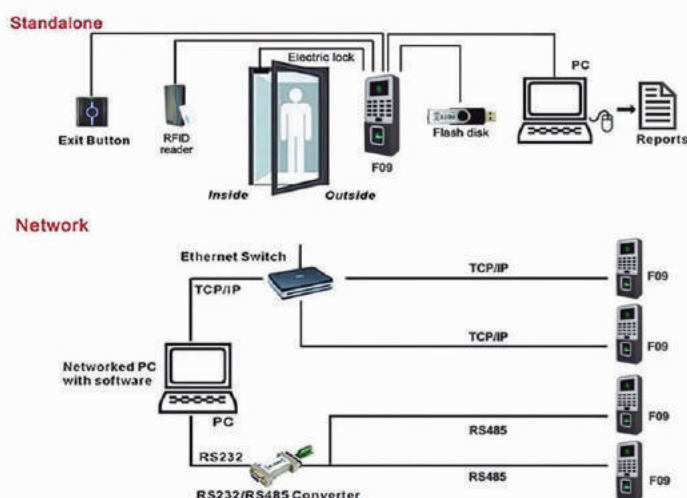 Standalone
Electric lock
PC
Exit Button
RFID
reader
F09
Flash disk
Reports
Inside
Outside
Network
Ethernet Switch
TCP/IP
TCP/IP
F09
TCP/IP
F09
Networked PC
with software
PC
F09
RS232
RS485
RS485
F09
RS232/RS485 Converter